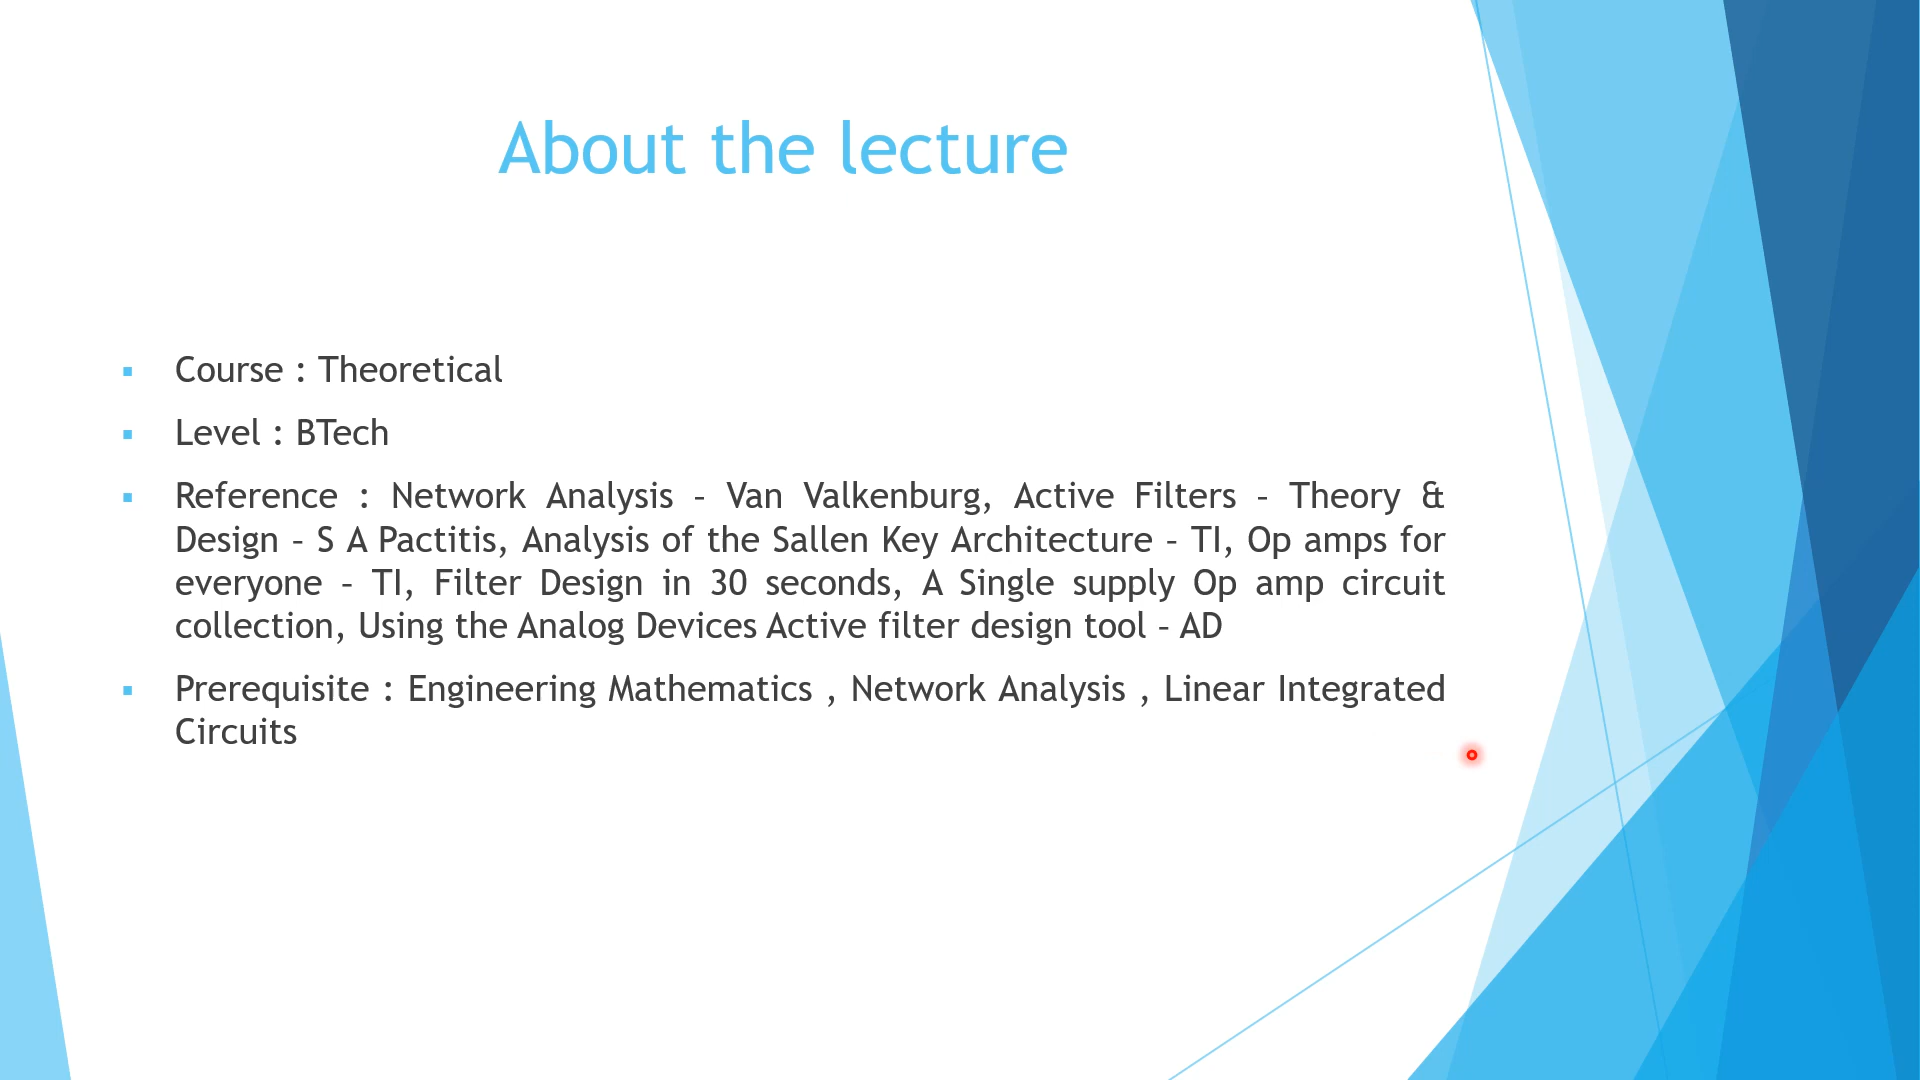 About the lecture
Course : Theoretical
Level : BTech
Reference : Network Analysis – Van Valkenburg, Active Filters – Theory &
Design – S A Pactitis, Analysis of the Sallen Key Architecture – TI, Op amps for
everyone – TI, Filter Design in 30 seconds, A Single supply Op amp circuit
collection, Using the Analog Devices Active filter design tool – AD
Prerequisite : Engineering Mathematics , Network Analysis , Linear Integrated
Circuits